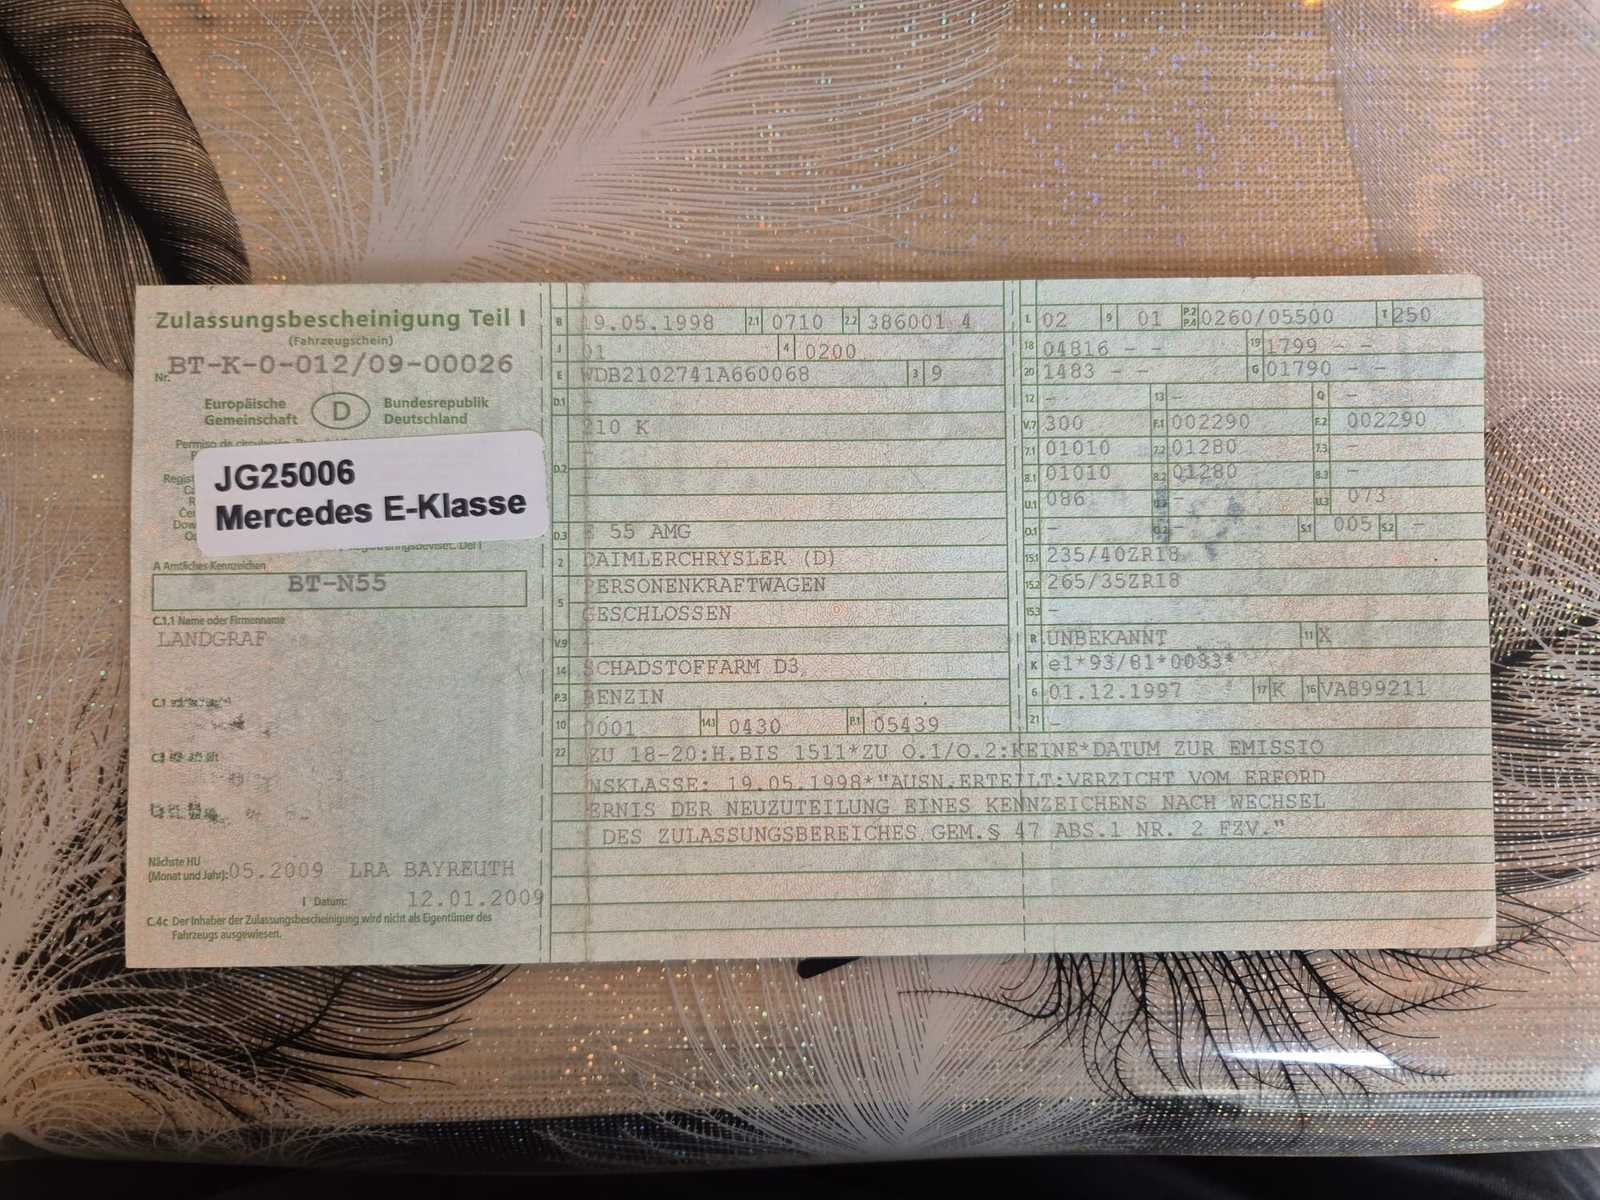 Zulassungsbescheinigung Teil I
(Fahrzeugschein)
Nr. BT-K-0-012/09-00026
Europäische Gemeinschaft D Bundesrepublik Deutschland
Permiso de circulación.
JG25006
Mercedes E-Klasse
A Amtliches Kennzeichen
BT-N55
C.1.1 Name oder Firmenname
LANDGRAF
Nächste HU
(Monat und Jahr): 05.2009 LRA BAYREUTH
I Datum: 12.01.2009
C.4c Der Inhaber der Zulassungsbescheinigung wird nicht als Eigentümer des
Fahrzeugs ausgewiesen.
B 19.05.1998 2.1 0710 2.2 386001 4
J 01 4 0200
E WDB2102741A660068 3 9
D.1 -
210 K
D.2
D.3 E 55 AMG
2 DAIMLERCHRYSLER (D)
PERSONENKRAFTWAGEN
5 GESCHLOSSEN
V.9
14 SCHADSTOFFARM D3,
P.3 BENZIN
10 0001 14.1 0430 P.1 05439
22 ZU 18-20:H.BIS 1511*ZU O.1/O.2:KEINE*DATUM ZUR EMISSIO
NSKLASSE: 19.05.1998*"AUSN.ERTEILT:VERZICHT VOM ERFORD
ERNIS DER NEUZUTEILUNG EINES KENNZEICHENS NACH WECHSEL
DES ZULASSUNGSBEREICHES GEM.§ 47 ABS.1 NR. 2 FZV."
L 02 9 01 P.2 P.4 0260/05500 T 250
18 04816 - - 19 1799 - -
20 1483 - - G 01790 - -
12 - 13 - Q -
V.7 300 F.1 002290 F.2 002290
7.1 01010 7.2 01280 7.3 -
8.1 01010 8.2 01280 8.3 -
U.1 086 - U.3 073
O.1 - O.2 - S.1 005 S.2 -
15.1 235/40ZR18
15.2 265/35ZR18
15.3 -
R UNBEKANNT 11 X
K e1*93/81*0033*
6 01.12.1997 17 K 16 VA899211
21 -